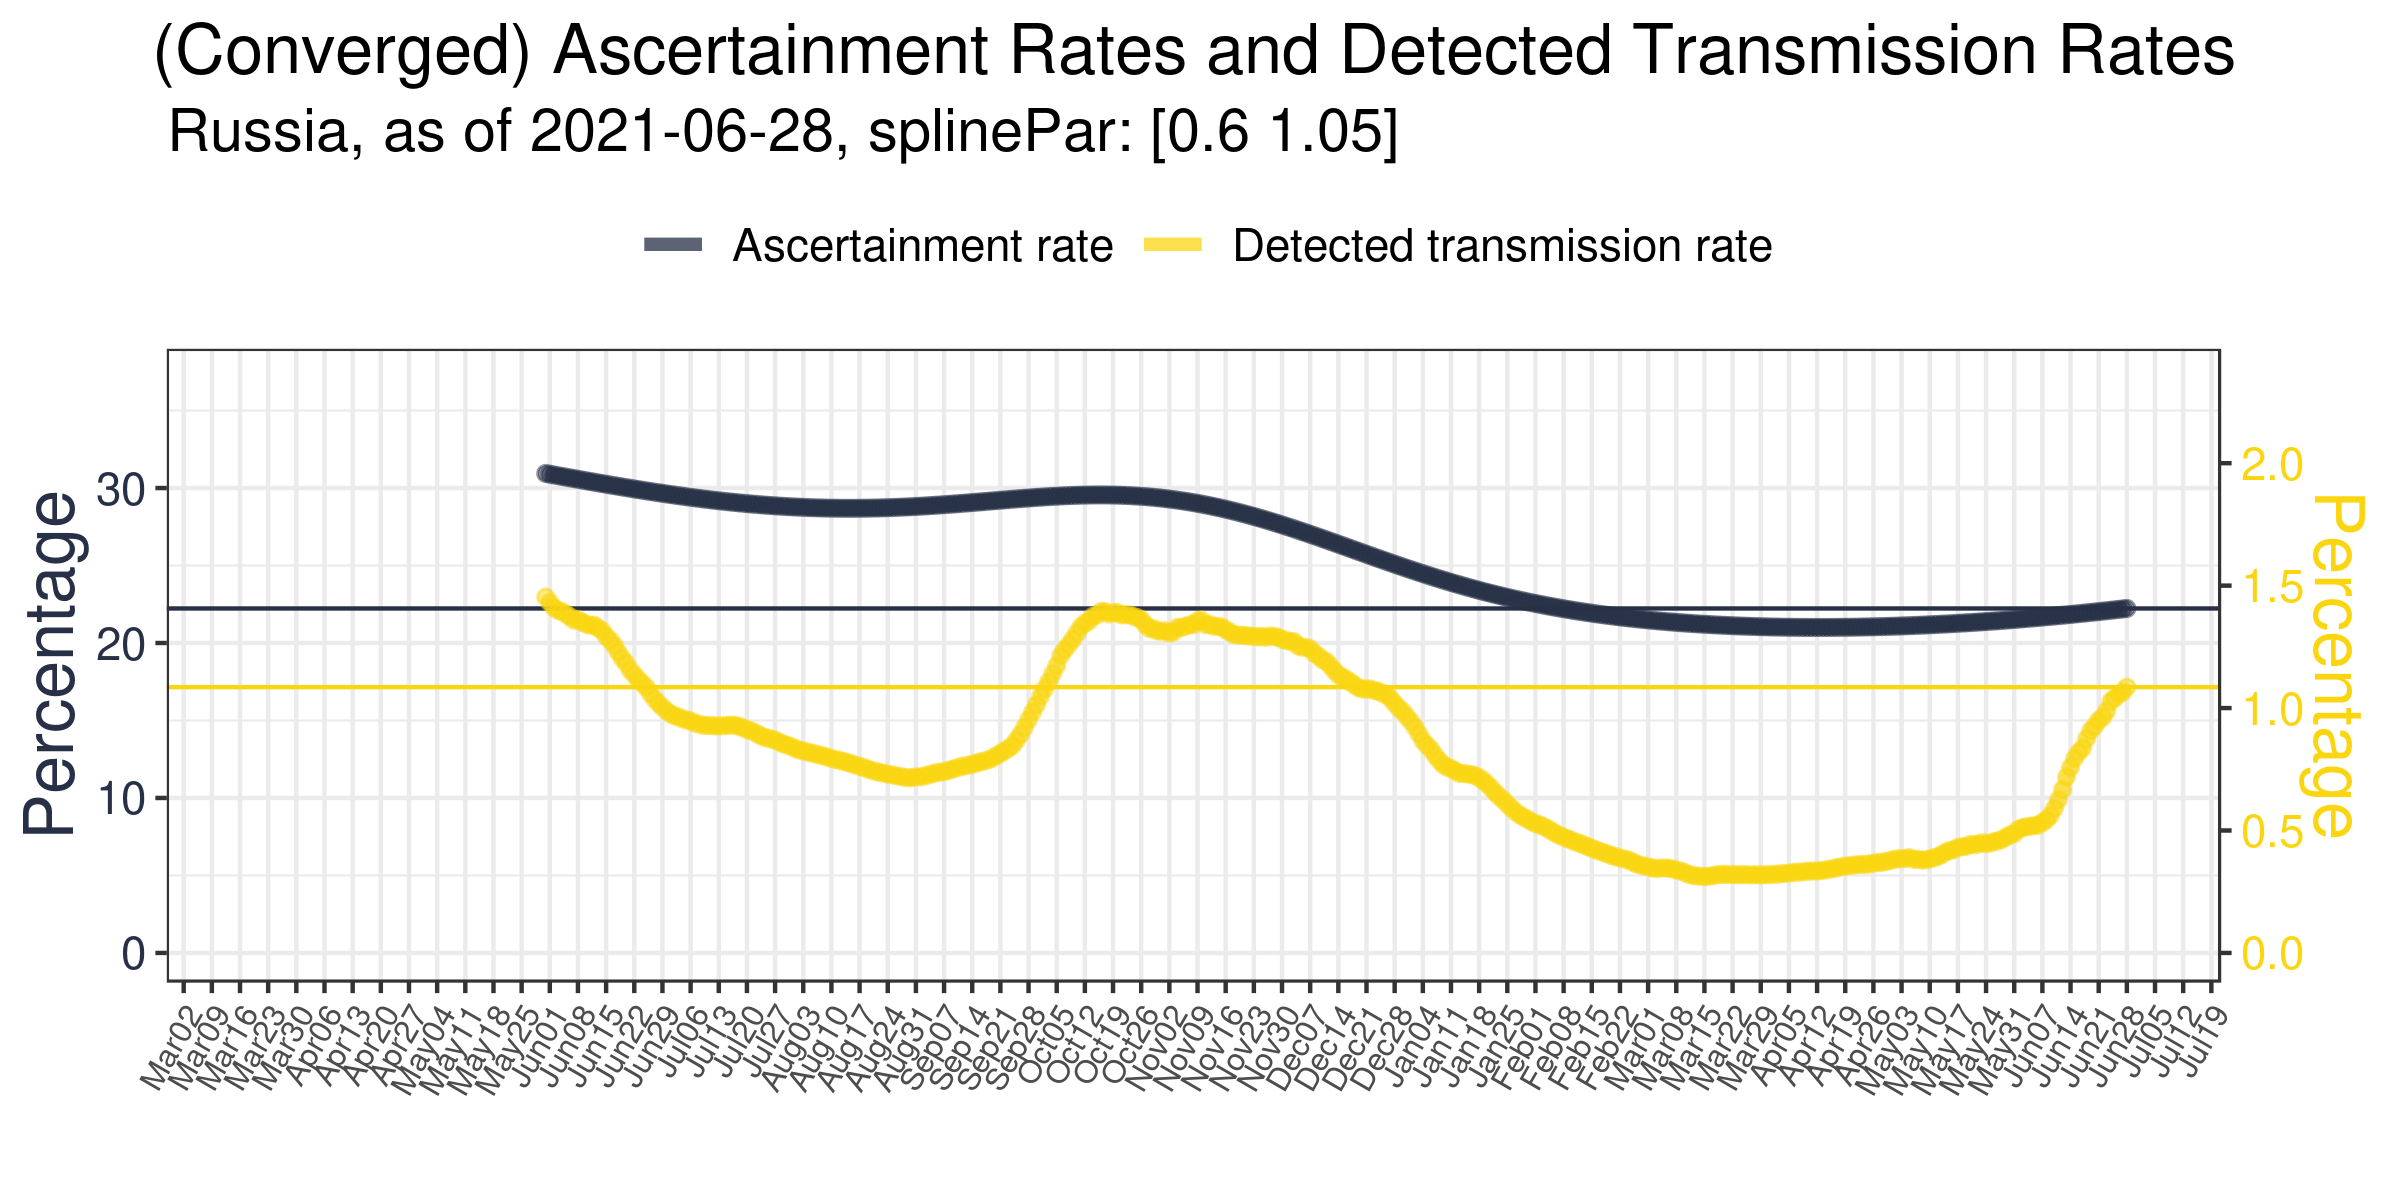 (Converged) Ascertainment Rates and Detected Transmission Rates
Russia, as of 2021-06-28, splinePar: [0.6 1.05]
Ascertainment rate
Detected transmission rate
Percentage
30
20
10
0
2.0
1.5
1.0
0.5
0.0
Percentage
Mar02
Mar09
Mar16
Mar23
Mar30
Apr06
Apr13
Apr20
Apr27
May04
May11
May18
May25
Jun01
Jun08
Jun15
Jun22
Jun29
Jul06
Jul13
Jul20
Jul27
Aug03
Aug10
Aug17
Aug24
Aug31
Sep07
Sep14
Sep21
Sep28
Oct05
Oct12
Oct19
Oct26
Nov02
Nov09
Nov16
Nov23
Nov30
Dec07
Dec14
Dec21
Dec28
Jan04
Jan11
Jan18
Jan25
Feb01
Feb08
Feb15
Feb22
Mar01
Mar08
Mar15
Mar22
Mar29
Apr05
Apr12
Apr19
Apr26
May03
May10
May17
May24
May31
Jun07
Jun14
Jun21
Jun28
Jul05
Jul12
Jul19